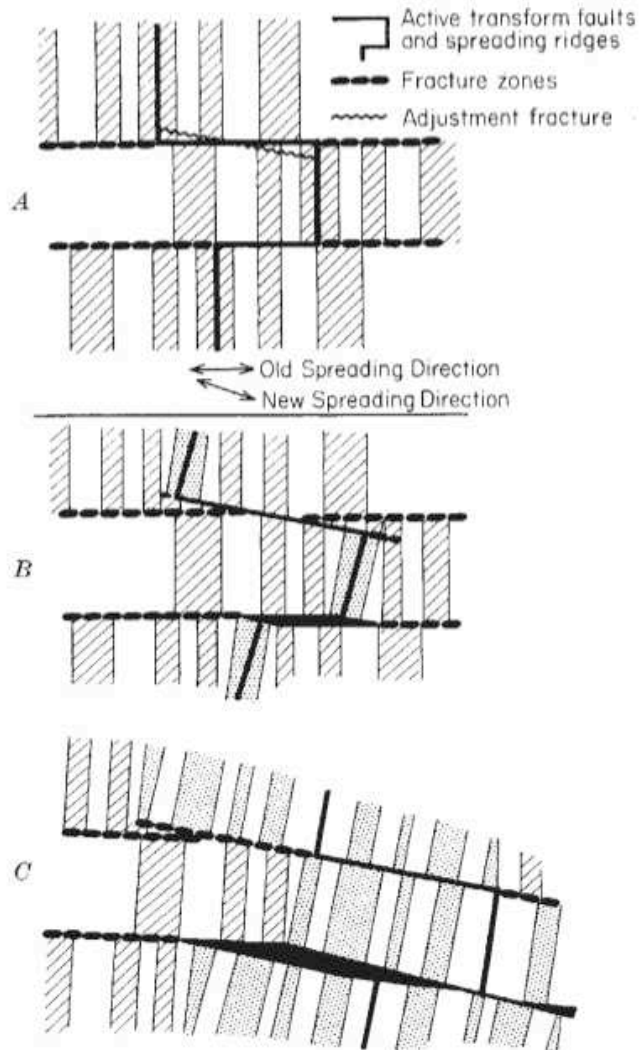 Active transform faults
and spreading ridges
Fracture zones
Adjustment fracture
A
Old Spreading Direction
New Spreading Direction
B
C